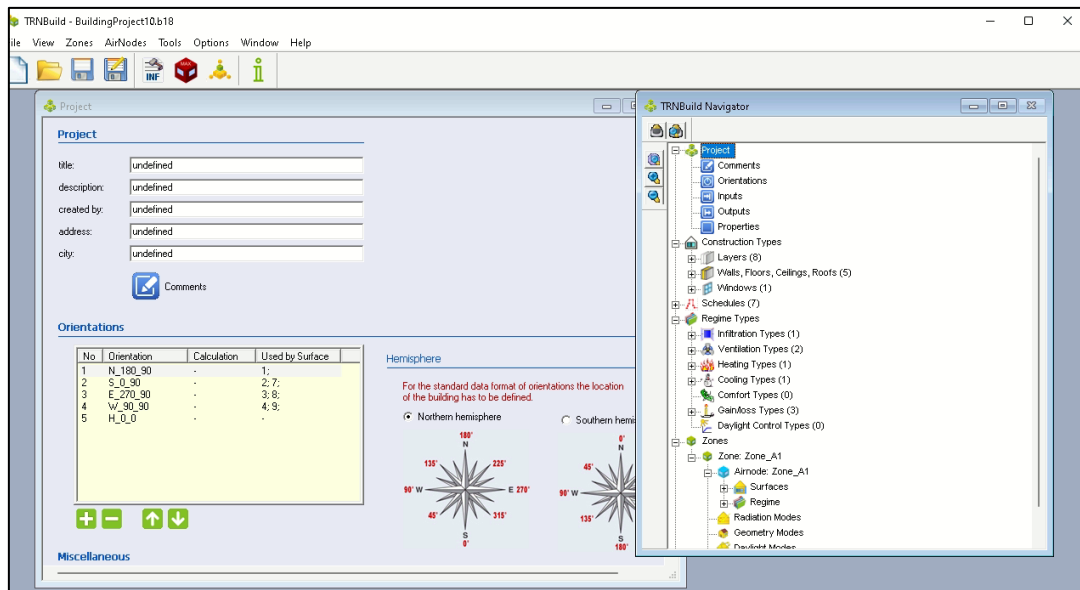 TRNBuild - BuildingProject10.b18
ile View Zones AirNodes Tools Options Window Help
INF MAX i
Project
Project
title: undefined
description: undefined
created by: undefined
address: undefined
city: undefined
Comments
Orientations
No Orientation Calculation Used by Surface
1 N_180_90 - 1;
2 S_0_90 - 2; 7;
3 E_270_90 - 3; 8;
4 W_90_90 - 4; 9;
5 H_0_0 - -
Hemisphere
For the standard data format of orientations the location
of the building has to be defined.
Northern hemisphere
180°
N
135° 225°
90° W E 270°
45° 315°
S
0°
Southern hemi
0°
N
45°
90° W
135°
S
180°
Miscellaneous
TRNBuild Navigator
Project
Comments
Orientations
Inputs
Outputs
Properties
Construction Types
Layers (8)
Walls, Floors, Ceilings, Roofs (5)
Windows (1)
Schedules (7)
Regime Types
Infiltration Types (1)
Ventilation Types (2)
Heating Types (1)
Cooling Types (1)
Comfort Types (0)
Gain/loss Types (3)
Daylight Control Types (0)
Zones
Zone: Zone_A1
Airnode: Zone_A1
Surfaces
Regime
Radiation Modes
Geometry Modes
Daylight Modes